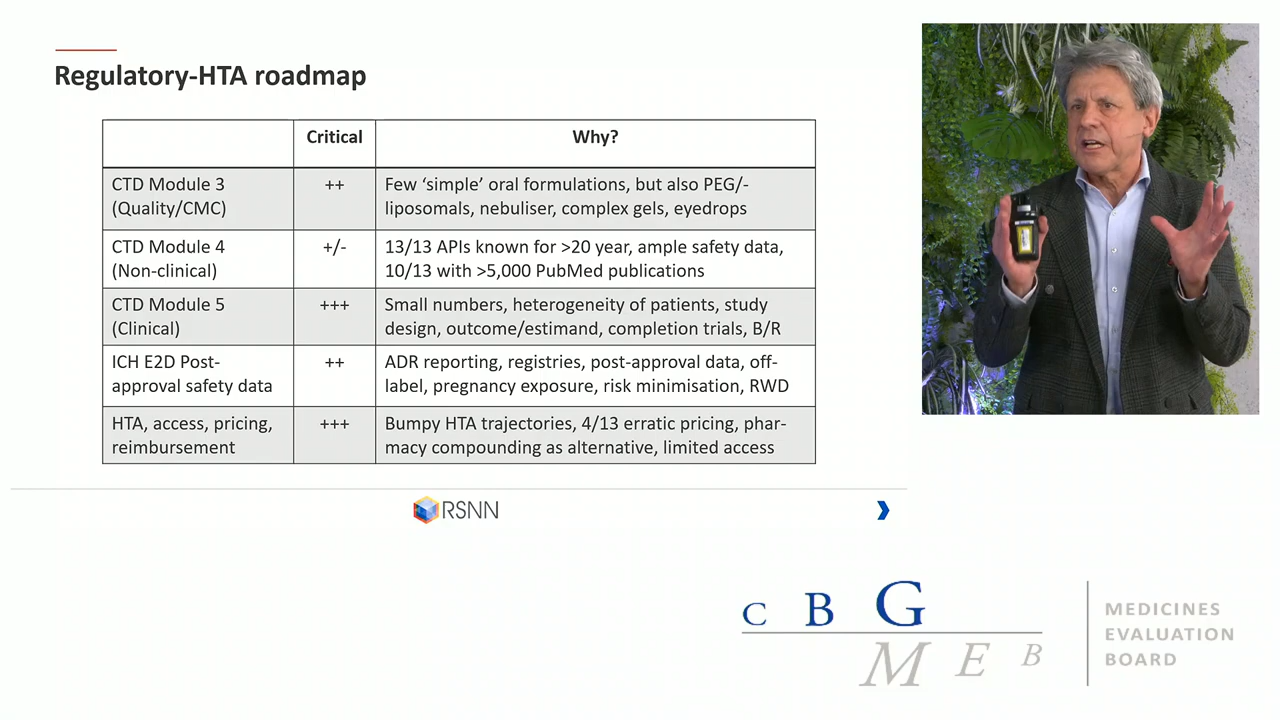 Regulatory-HTA roadmap
Critical
Why?
CTD Module 3
(Quality/CMC)
++
Few ‘simple’ oral formulations, but also PEG/-
liposomals, nebuliser, complex gels, eyedrops
CTD Module 4
(Non-clinical)
+/-
13/13 APIs known for >20 year, ample safety data,
10/13 with >5,000 PubMed publications
CTD Module 5
(Clinical)
+++
Small numbers, heterogeneity of patients, study
design, outcome/estimand, completion trials, B/R
ICH E2D Post-
approval safety data
++
ADR reporting, registries, post-approval data, off-
label, pregnancy exposure, risk minimisation, RWD
HTA, access, pricing,
reimbursement
+++
Bumpy HTA trajectories, 4/13 erratic pricing, phar-
macy compounding as alternative, limited access
RSNN
C B G
M E B
MEDICINES
EVALUATION
BOARD